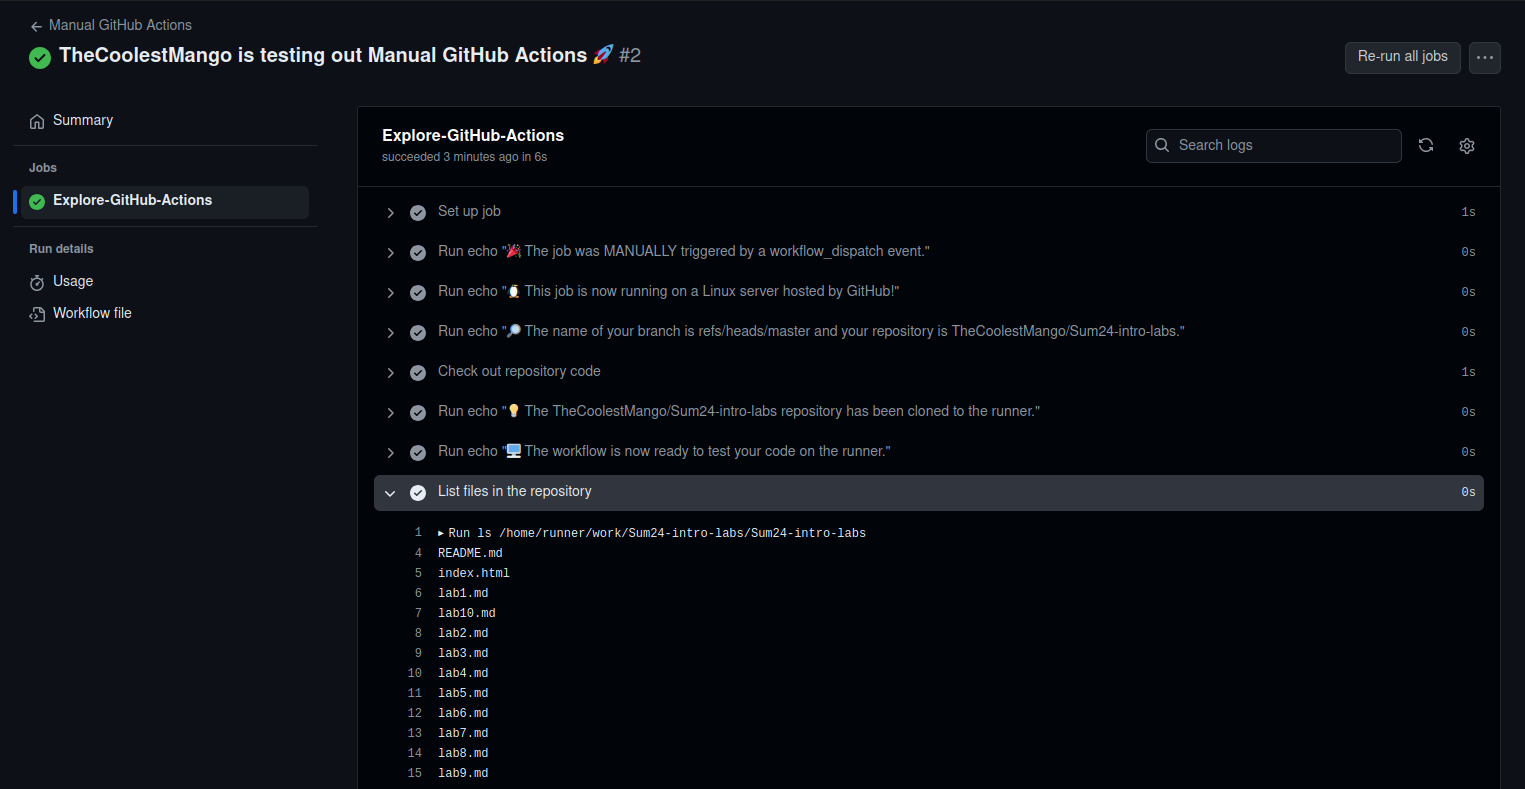 ← Manual GitHub Actions
TheCoolestMango is testing out Manual GitHub Actions 🚀 #2
Re-run all jobs
...
Summary
Jobs
Explore-GitHub-Actions
Run details
Usage
Workflow file
Explore-GitHub-Actions
succeeded 3 minutes ago in 6s
Search logs
Set up job 1s
Run echo "🎉 The job was MANUALLY triggered by a workflow_dispatch event." 0s
Run echo "🐧 This job is now running on a Linux server hosted by GitHub!" 0s
Run echo "🔎 The name of your branch is refs/heads/master and your repository is TheCoolestMango/Sum24-intro-labs." 0s
Check out repository code 1s
Run echo "💡 The TheCoolestMango/Sum24-intro-labs repository has been cloned to the runner." 0s
Run echo "🖥️ The workflow is now ready to test your code on the runner." 0s
List files in the repository 0s
1 ▸ Run ls /home/runner/work/Sum24-intro-labs/Sum24-intro-labs
4 README.md
5 index.html
6 lab1.md
7 lab10.md
8 lab2.md
9 lab3.md
10 lab4.md
11 lab5.md
12 lab6.md
13 lab7.md
14 lab8.md
15 lab9.md